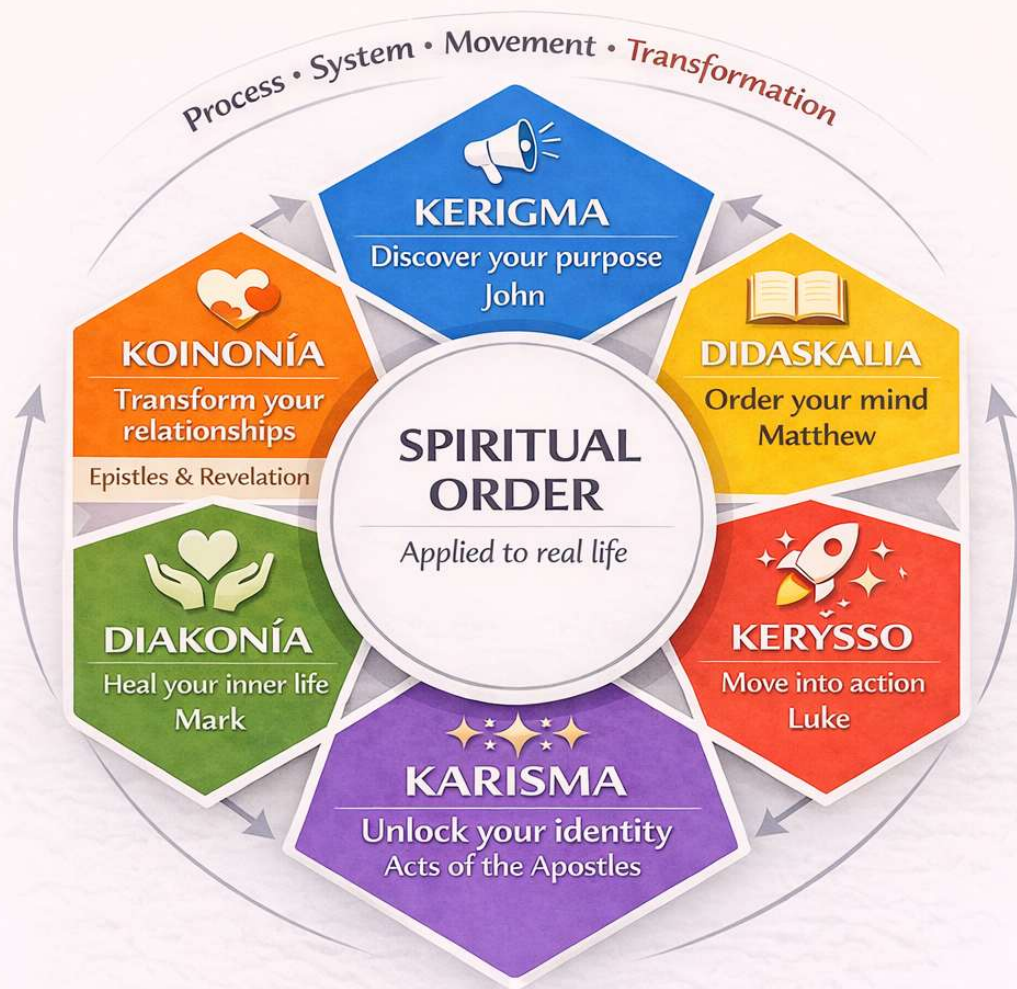 Process • System • Movement • Transformation
KERIGMA
Discover your purpose
John
KOINONÍA
Transform your
relationships
Epistles & Revelation
DIDASKALIA
Order your mind
Matthew
SPIRITUAL
ORDER
Applied to real life
DIAKONÍA
Heal your inner life
Mark
KERÝSSO
Move into action
Luke
KARISMA
Unlock your identity
Acts of the Apostles